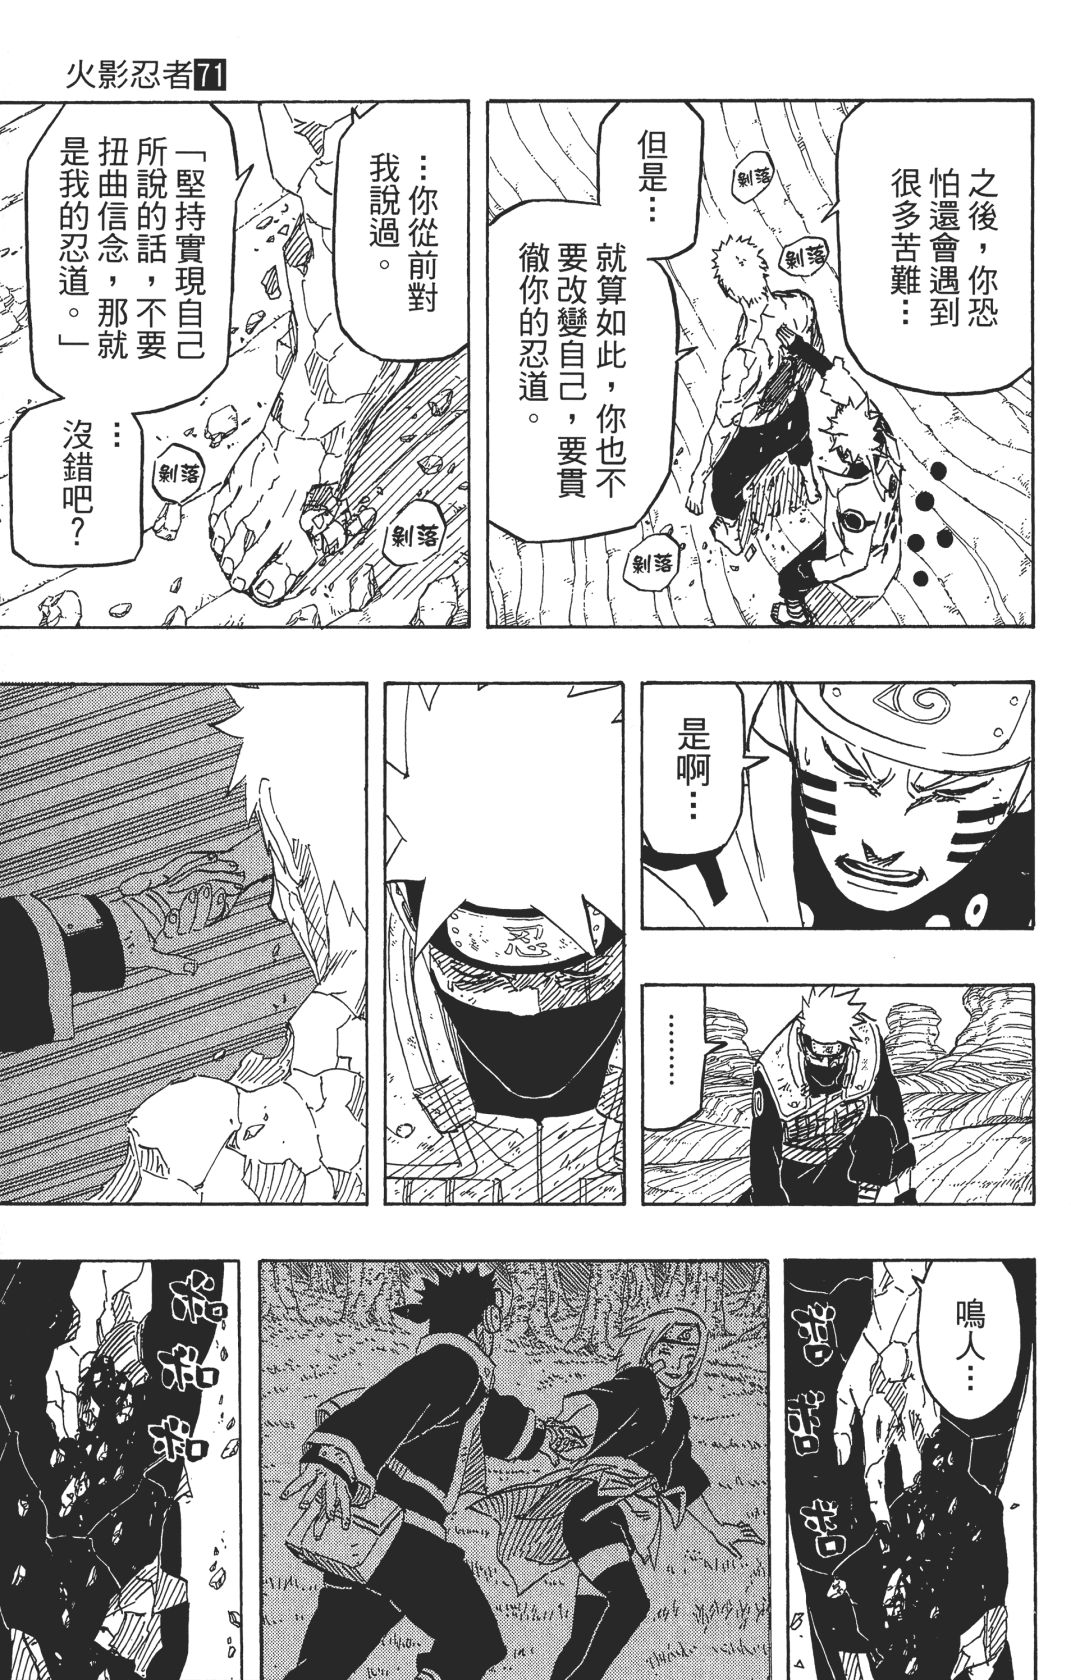 火影忍者71
之後，你恐
怕還會遇到
很多苦難…
但是…
就算如此，你也不
要改變自己，要貫
徹你的忍道。
剝落
剝落
剝落
…你從前對
我說過。
「堅持實現自己
所說的話，不要
扭曲信念，那就
是我的忍道。」
…
沒錯吧？
剝落
剝落
是啊…
………
忍
鳴人…
啪
啪
啪